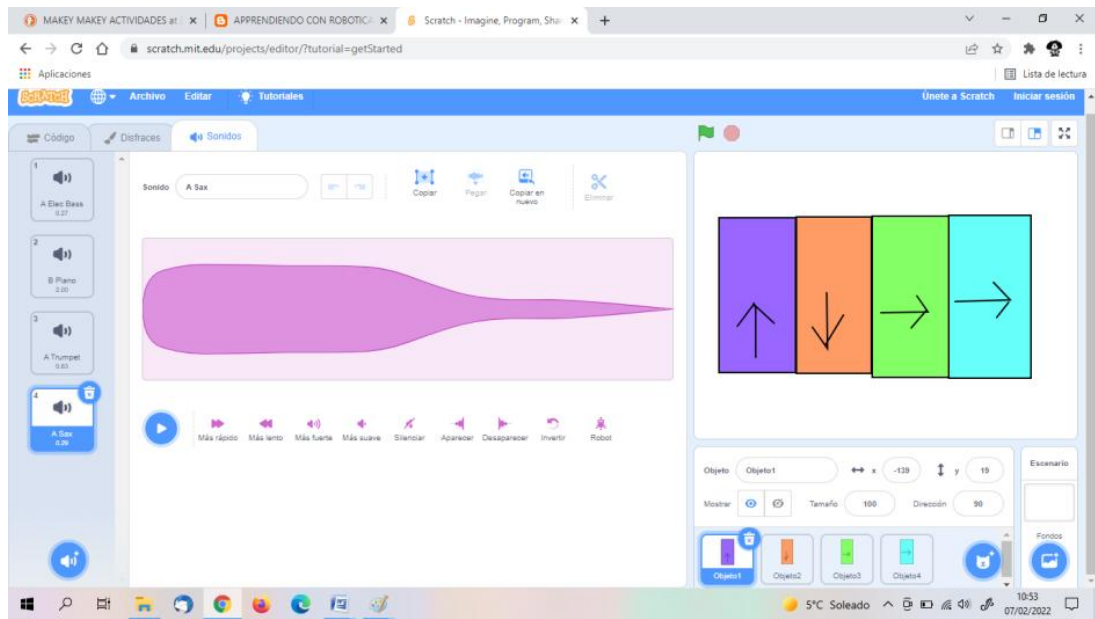 MAKEY MAKEY ACTIVIDADES at
APPRENDIENDO CON ROBOTICA
Scratch - Imagine, Program, Sha
scratch.mit.edu/projects/editor/?tutorial=getStarted
Aplicaciones
Lista de lectura
SCRATCH
Archivo
Editar
Tutoriales
Únete a Scratch
Iniciar sesión
Código
Disfraces
Sonidos
1
A Elec Bass
0.27
2
B Piano
2.00
3
A Trumpet
0.83
4
A Sax
0.29
Sonido
A Sax
Copiar
Pegar
Copiar en nuevo
Eliminar
Más rápido
Más lento
Más fuerte
Más suave
Silenciar
Aparecer
Desaparecer
Invertir
Robot
Objeto
Objeto1
x
-139
y
19
Mostrar
Tamaño
100
Dirección
90
Objeto1
Objeto2
Objeto3
Objeto4
Escenario
Fondos
5°C Soleado
10:53
07/02/2022